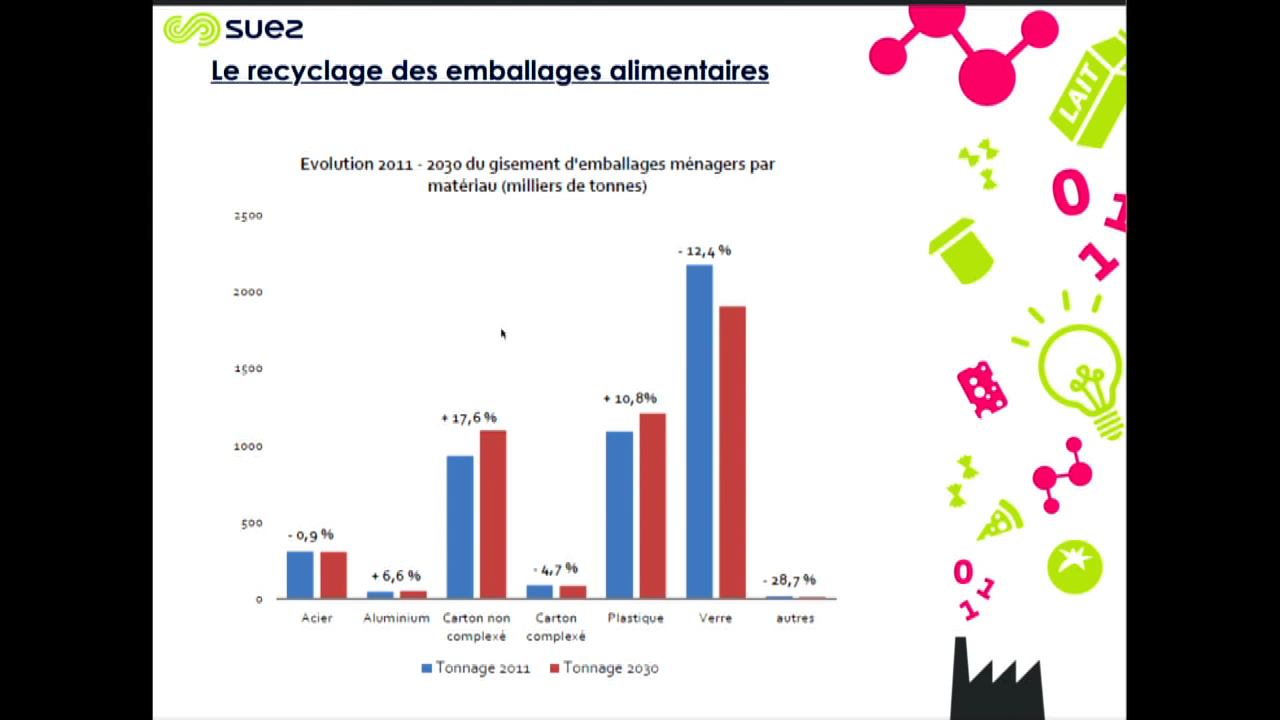 suez
Le recyclage des emballages alimentaires
Evolution 2011 - 2030 du gisement d'emballages ménagers par
matériau (milliers de tonnes)
2500
2000
1500
1000
500
0
- 0,9 %
+ 6,6 %
+ 17,6 %
- 4,7 %
+ 10,8%
- 12,4 %
- 28,7 %
Acier
Aluminium
Carton non
complexé
Carton
complexé
Plastique
Verre
autres
Tonnage 2011
Tonnage 2030
LAIT
0
1
1
0
1
1